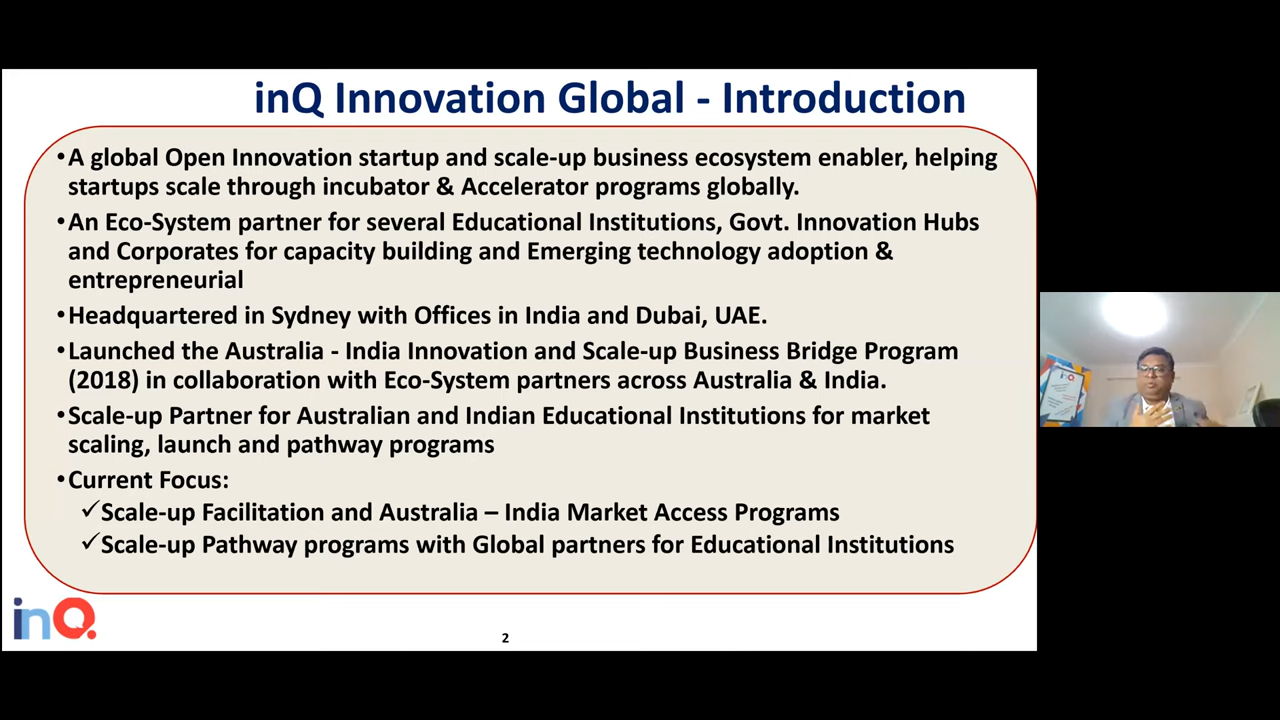 inQ Innovation Global - Introduction
•A global Open Innovation startup and scale-up business ecosystem enabler, helping
startups scale through incubator & Accelerator programs globally.
•An Eco-System partner for several Educational Institutions, Govt. Innovation Hubs
and Corporates for capacity building and Emerging technology adoption &
entrepreneurial
•Headquartered in Sydney with Offices in India and Dubai, UAE.
•Launched the Australia - India Innovation and Scale-up Business Bridge Program
(2018) in collaboration with Eco-System partners across Australia & India.
•Scale-up Partner for Australian and Indian Educational Institutions for market
scaling, launch and pathway programs
•Current Focus:
✓Scale-up Facilitation and Australia – India Market Access Programs
✓Scale-up Pathway programs with Global partners for Educational Institutions
inQ.
2
inQ